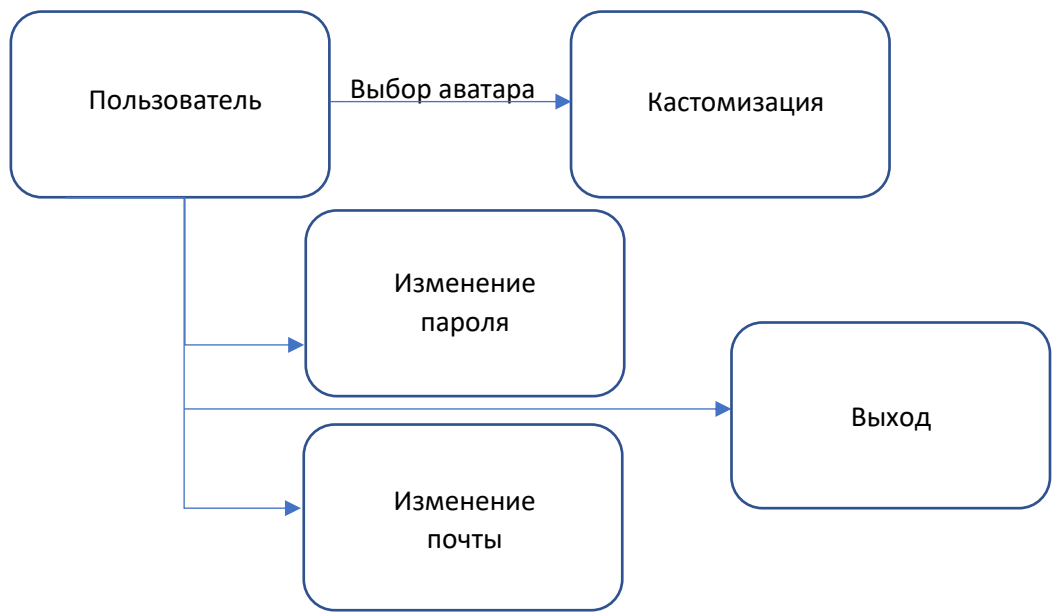 Пользователь
Выбор аватара
Кастомизация
Изменение
пароля
Выход
Изменение
почты